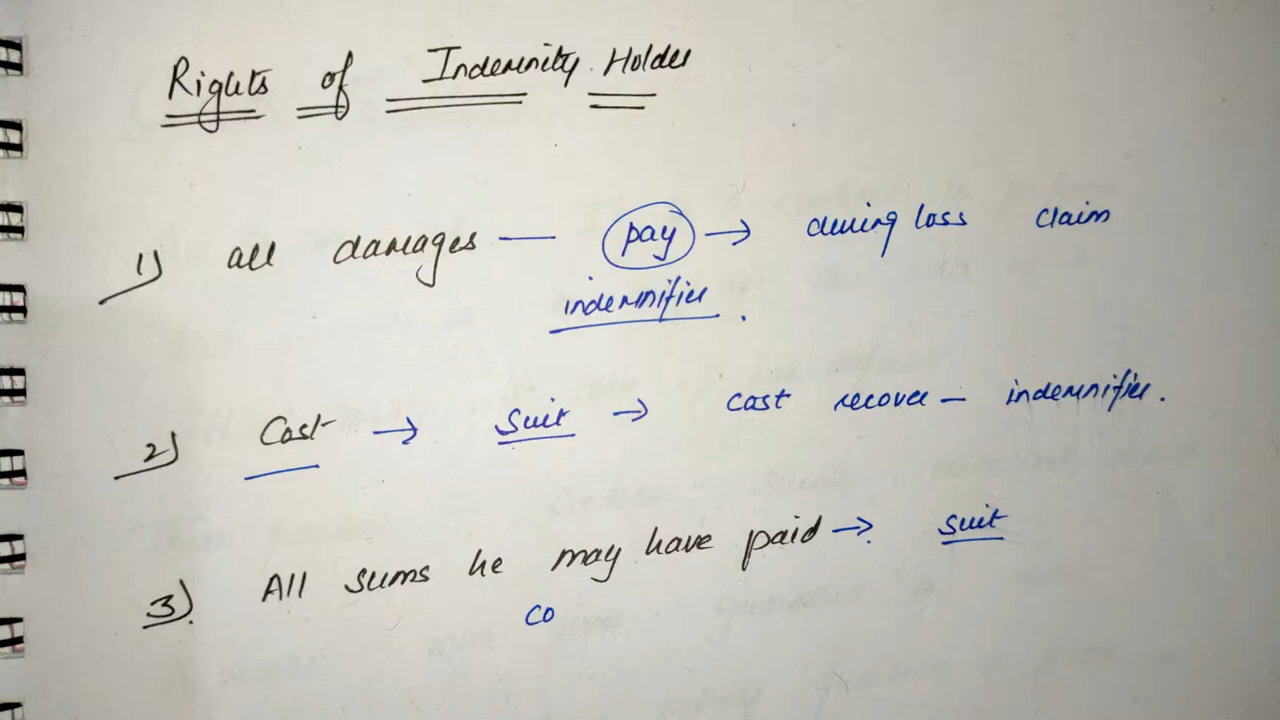 Rights of Indemnity Holder
1) all damages — pay → during loss claim
indemnifier.
2) Cost → Suit → cost recover – indemnifier.
3). All sums he may have paid → suit
co